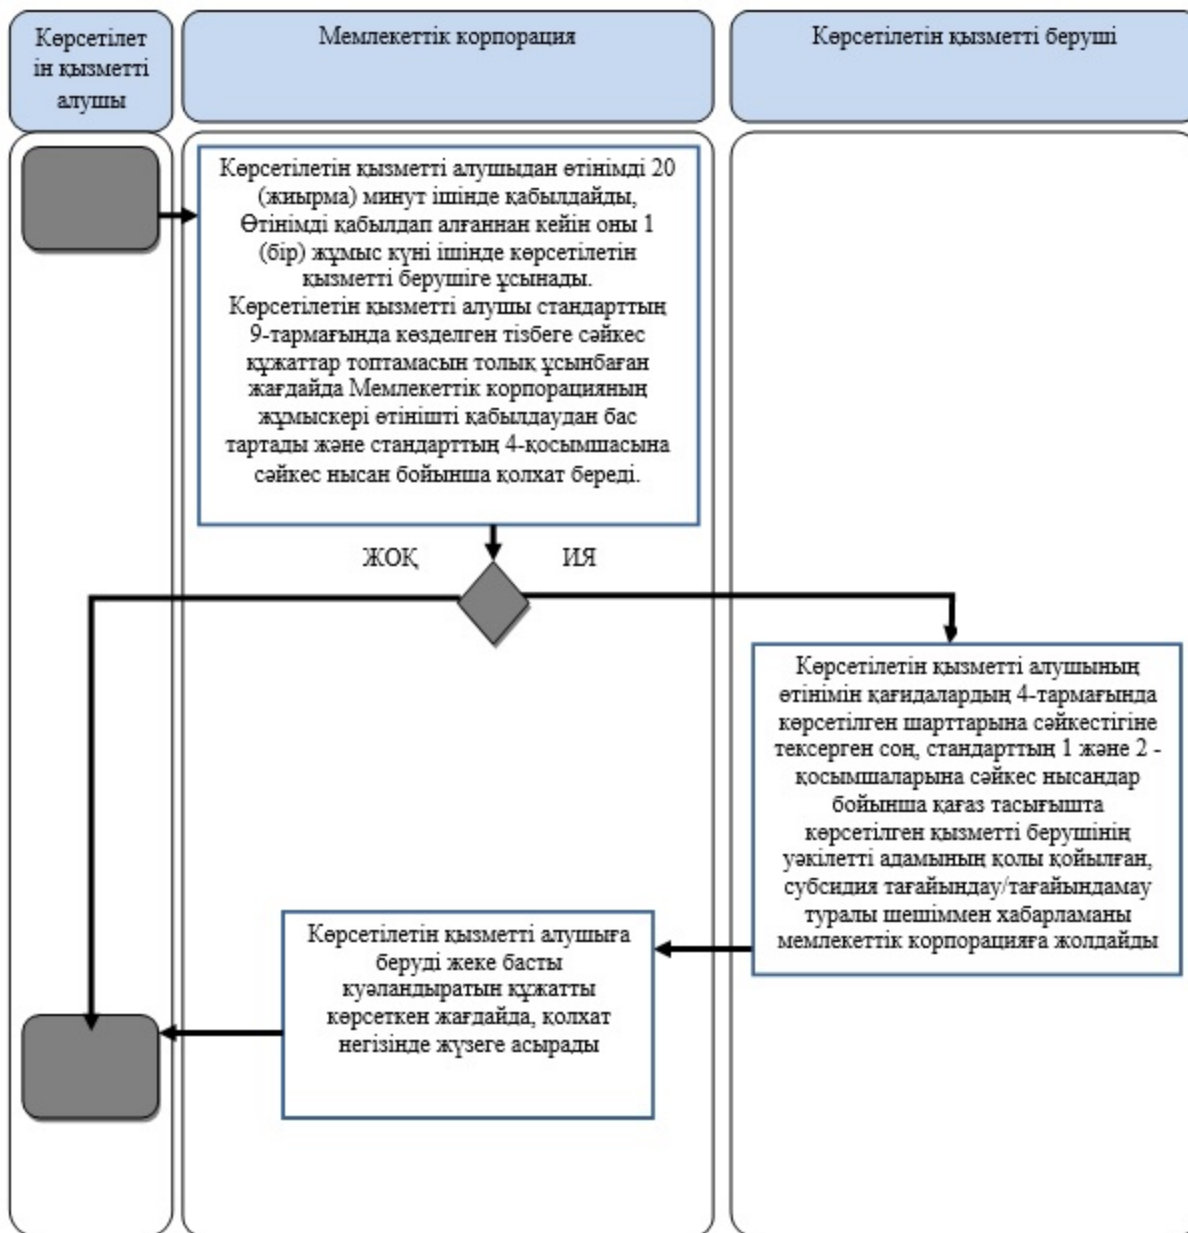 Көрсетілет
ін қызметті
алушы
Мемлекеттік корпорация
Көрсетілетін қызметті беруші
Көрсетілетін қызметті алушыдан өтінімді 20
(жиырма) минут ішінде қабылдайды,
Өтінімді қабылдап алғаннан кейін оны 1
(бір) жұмыс күні ішінде көрсетілетін
қызметті берушіге ұсынады.
Көрсетілетін қызметті алушы стандарттың
9-тармағында көзделген тізбеге сәйкес
құжаттар топтамасын толық ұсынбаған
жағдайда Мемлекеттік корпорацияның
жұмыскері өтінішті қабылдаудан бас
тартады және стандарттың 4-қосымшасына
сәйкес нысан бойынша қолхат береді.
ЖОҚ
ИЯ
Көрсетілетін қызметті алушының
өтінімін қағидалардың 4-тармағында
көрсетілген шарттарына сәйкестігіне
тексерген соң, стандарттың 1 және 2 -
қосымшаларына сәйкес нысандар
бойынша қағаз тасығышта
көрсетілген қызметті берушінің
уәкілетті адамының қолы қойылған,
субсидия тағайындау/тағайындамау
туралы шешіммен хабарламаны
мемлекеттік корпорацияға жолдайды
Көрсетілетін қызметті алушыға
беруді жеке басты
куәландыратын құжатты
көрсеткен жағдайда, қолхат
негізінде жүзеге асырады